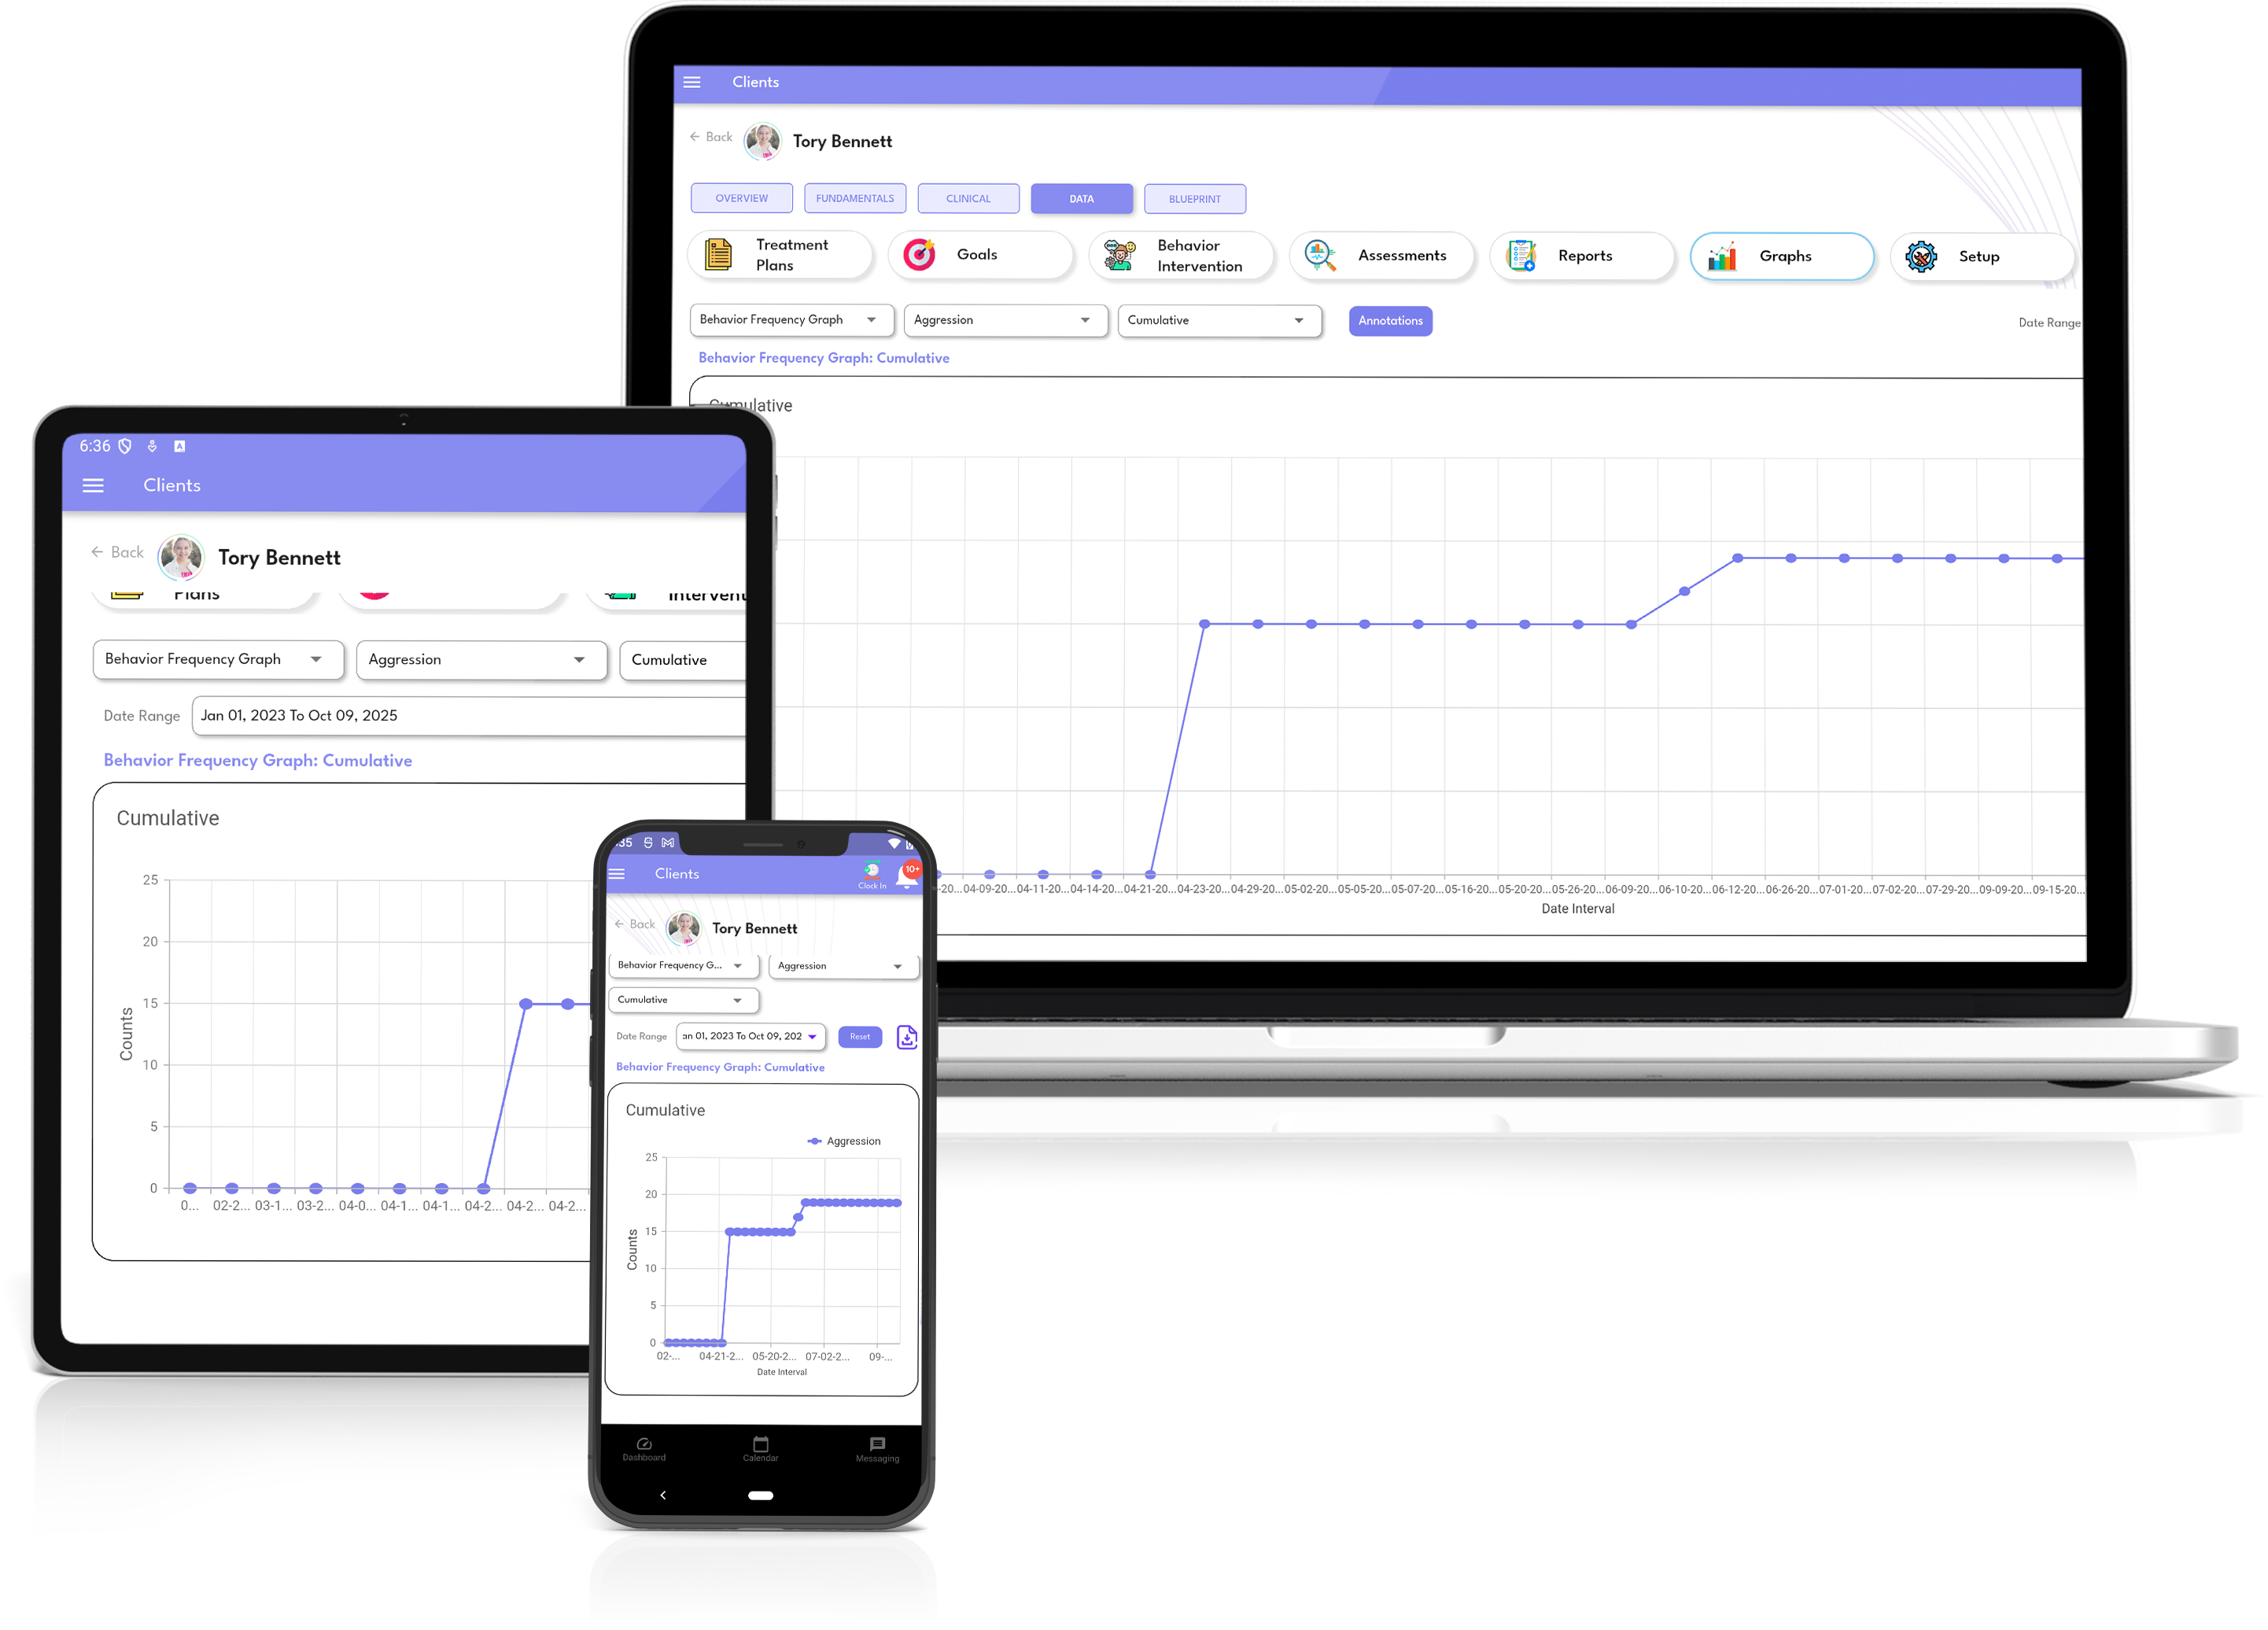 Clients
Back
Tory Bennett
OVERVIEW
FUNDAMENTALS
CLINICAL
DATA
BLUEPRINT
Treatment
Plans
Goals
Behavior
Intervention
Assessments
Reports
Graphs
Setup
Behavior Frequency Graph
Aggression
Cumulative
Annotations
Date Range
Behavior Frequency Graph: Cumulative
Cumulative
-20...04-09-20...04-11-20...04-14-20...04-21-20...04-23-20...04-29-20...05-02-20...05-05-20...05-07-20...05-16-20...05-20-20...05-26-20...06-09-20...06-10-20...06-12-20...06-26-20...07-01-20...07-02-20...07-29-20...09-09-20...09-15-20...
Date Interval
6:36
Clients
Back
Tory Bennett
Plans
Intervent
Behavior Frequency Graph
Aggression
Cumulative
Date Range
Jan 01, 2023 To Oct 09, 2025
Behavior Frequency Graph: Cumulative
Cumulative
25
20
15
10
5
0
Counts
0... 02-2... 03-1... 03-2... 04-0... 04-1... 04-1... 04-2... 04-2... 04-2...
:35
Clients
Clock In
10+
Back
Tory Bennett
Behavior Frequency G...
Aggression
Cumulative
Date Range
an 01, 2023 To Oct 09, 202
Reset
Behavior Frequency Graph: Cumulative
Cumulative
Aggression
25
20
15
10
5
0
Counts
02-... 04-21-2... 05-20-2... 07-02-2... 09-...
Date Interval
Dashboard
Calendar
Messaging